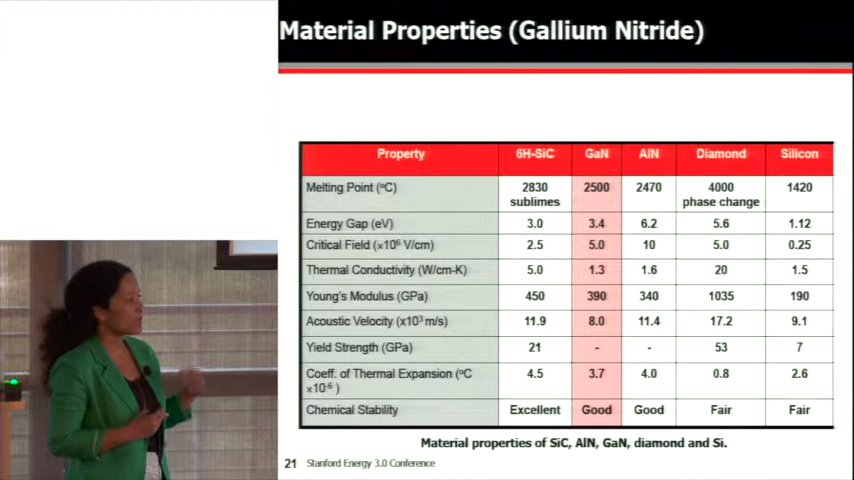 Material Properties (Gallium Nitride)
Property 6H-SiC GaN AlN Diamond Silicon
Melting Point (°C) 2830 sublimes 2500 2470 4000 phase change 1420
Energy Gap (eV) 3.0 3.4 6.2 5.6 1.12
Critical Field (×10⁶ V/cm) 2.5 5.0 10 5.0 0.25
Thermal Conductivity (W/cm-K) 5.0 1.3 1.6 20 1.5
Young's Modulus (GPa) 450 390 340 1035 190
Acoustic Velocity (x10³ m/s) 11.9 8.0 11.4 17.2 9.1
Yield Strength (GPa) 21 - - 53 7
Coeff. of Thermal Expansion (°C ×10⁻⁶ ) 4.5 3.7 4.0 0.8 2.6
Chemical Stability Excellent Good Good Fair Fair
Material properties of SiC, AlN, GaN, diamond and Si.
21 Stanford Energy 3.0 Conference